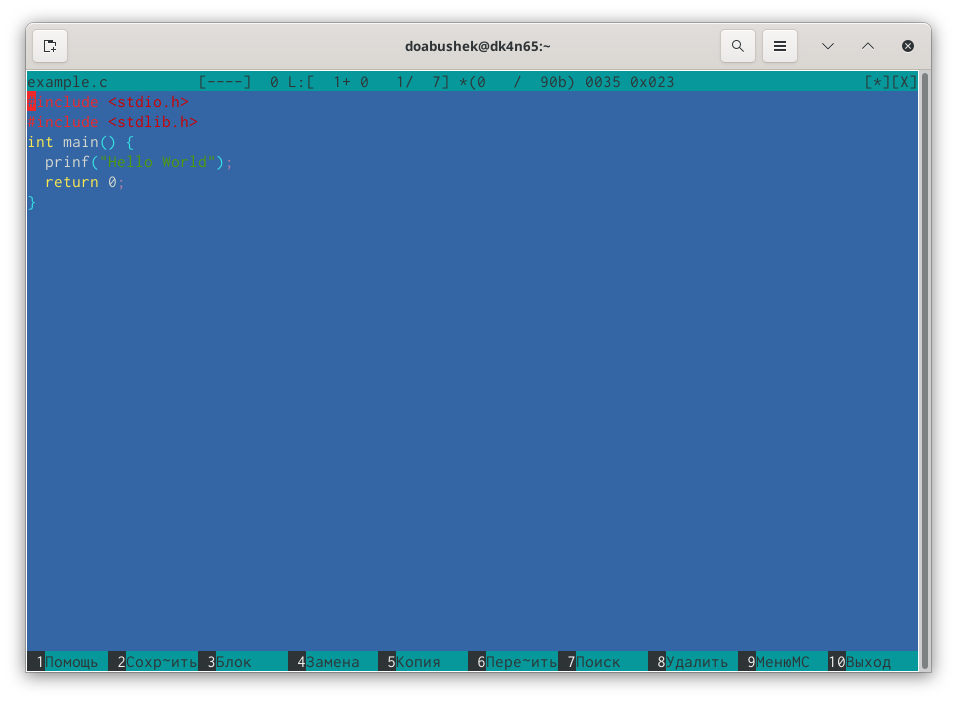 doabushek@dk4n65:~
example.c          [----]  0 L:[  1+ 0   1/  7] *(0   /  90b) 0035 0x023                     [*][X]
#include <stdio.h>
#include <stdlib.h>
int main() {
  prinf("Hello World");
  return 0;
}
1Помощь 2Сохр~ить 3Блок 4Замена 5Копия 6Пере~ить 7Поиск 8Удалить 9МенюMC 10Выход